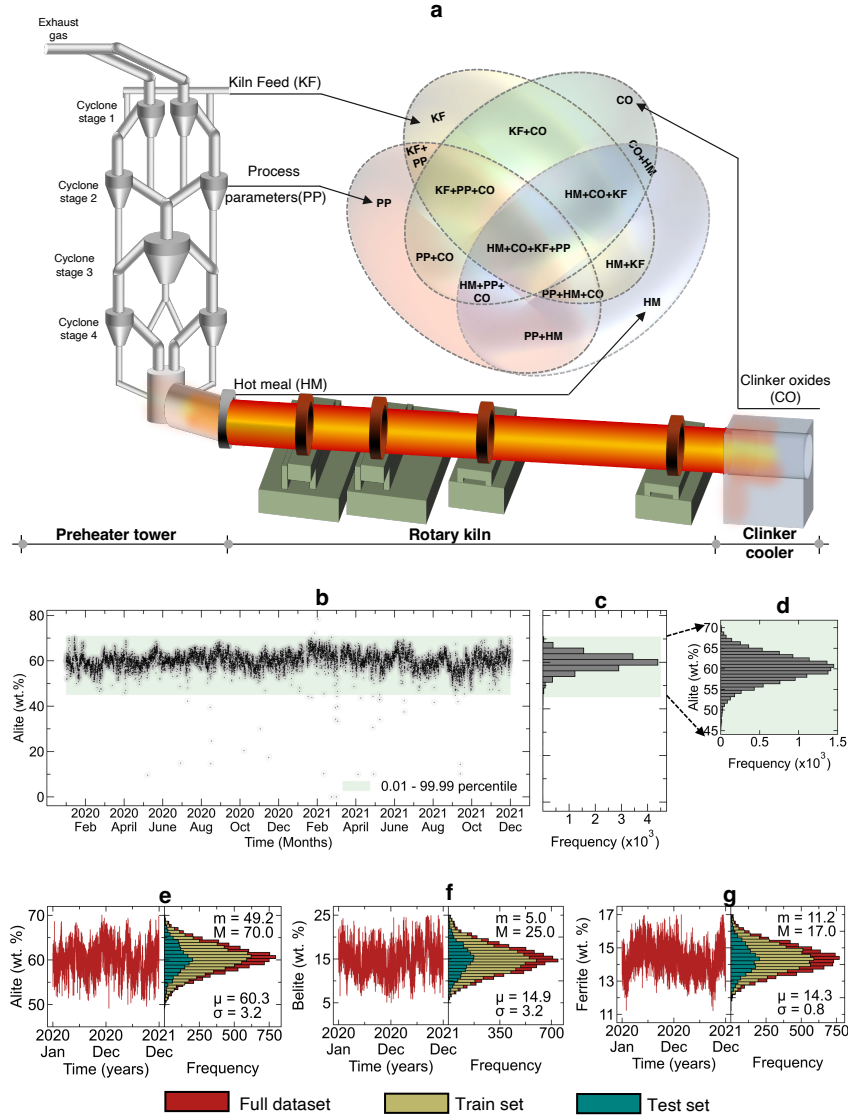 a
Exhaust
gas
Kiln Feed (KF)
Cyclone
stage 1
Process
parameters(PP)
Cyclone
stage 2
Cyclone
stage 3
Cyclone
stage 4
KF
CO
KF+CO
KF+
PP
CO+HM
PP
KF+PP+CO
HM+CO+KF
HM+CO+KF+PP
PP+CO
HM+KF
HM+PP+
CO
PP+HM+CO
HM
PP+HM
Hot meal (HM)
Clinker oxides
(CO)
Preheater tower
Rotary kiln
Clinker
cooler
b
Alite (wt.%)
80
60
40
20
0
0.01 - 99.99 percentile
2020 2020 2020 2020 2020 2020 2021 2021 2021 2021 2021 2021
Feb April June Aug Oct Dec Feb April June Aug Oct Dec
Time (Months)
c
1 2 3 4
Frequency (x10³)
d
Alite (wt.%)
70
65
60
55
50
45
0 0.5 1 1.5
Frequency (x10³)
e
Alite (wt. %)
70
60
50
m = 49.2
M = 70.0
μ = 60.3
σ = 3.2
2020 2020 2021 250 500 750
Jan Dec Dec
Time (years) Frequency
f
Belite (wt. %)
25
15
5
m = 5.0
M = 25.0
μ = 14.9
σ = 3.2
2020 2020 2021 350 700
Jan Dec Dec
Time (years) Frequency
g
Ferrite (wt. %)
17
15
13
11
m = 11.2
M = 17.0
μ = 14.3
σ = 0.8
2020 2020 2021 250 500 750
Jan Dec Dec
Time (years) Frequency
Full dataset
Train set
Test set